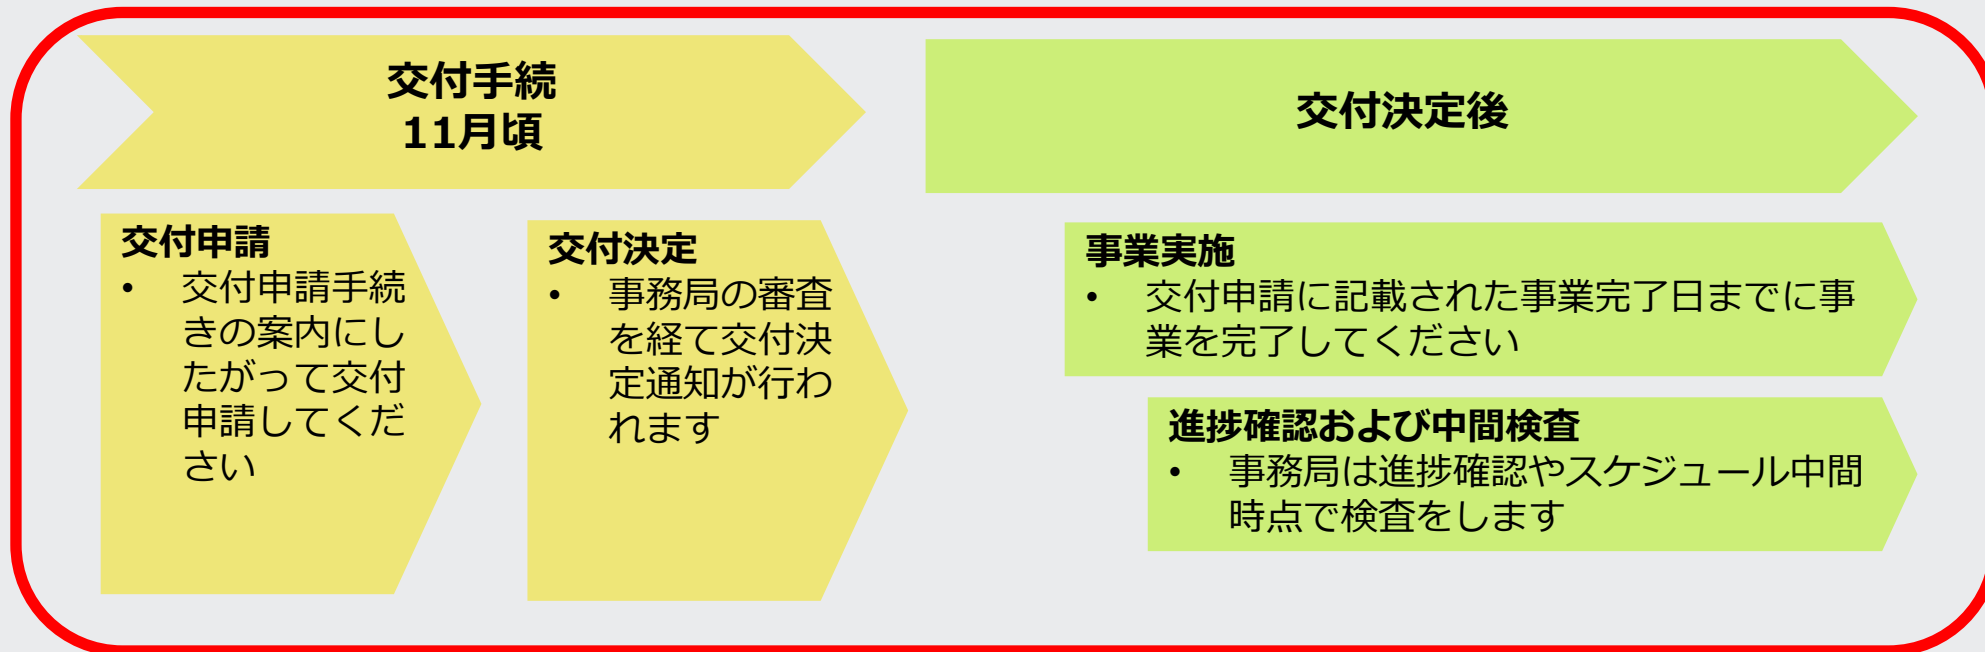 交付手続
11月頃
交付決定後
交付申請
• 交付申請手続
きの案内にし
たがって交付
申請してくだ
さい
交付決定
• 事務局の審査
を経て交付決
定通知が行わ
れます
事業実施
• 交付申請に記載された事業完了日までに事
業を完了してください
進捗確認および中間検査
• 事務局は進捗確認やスケジュール中間
時点で検査をします